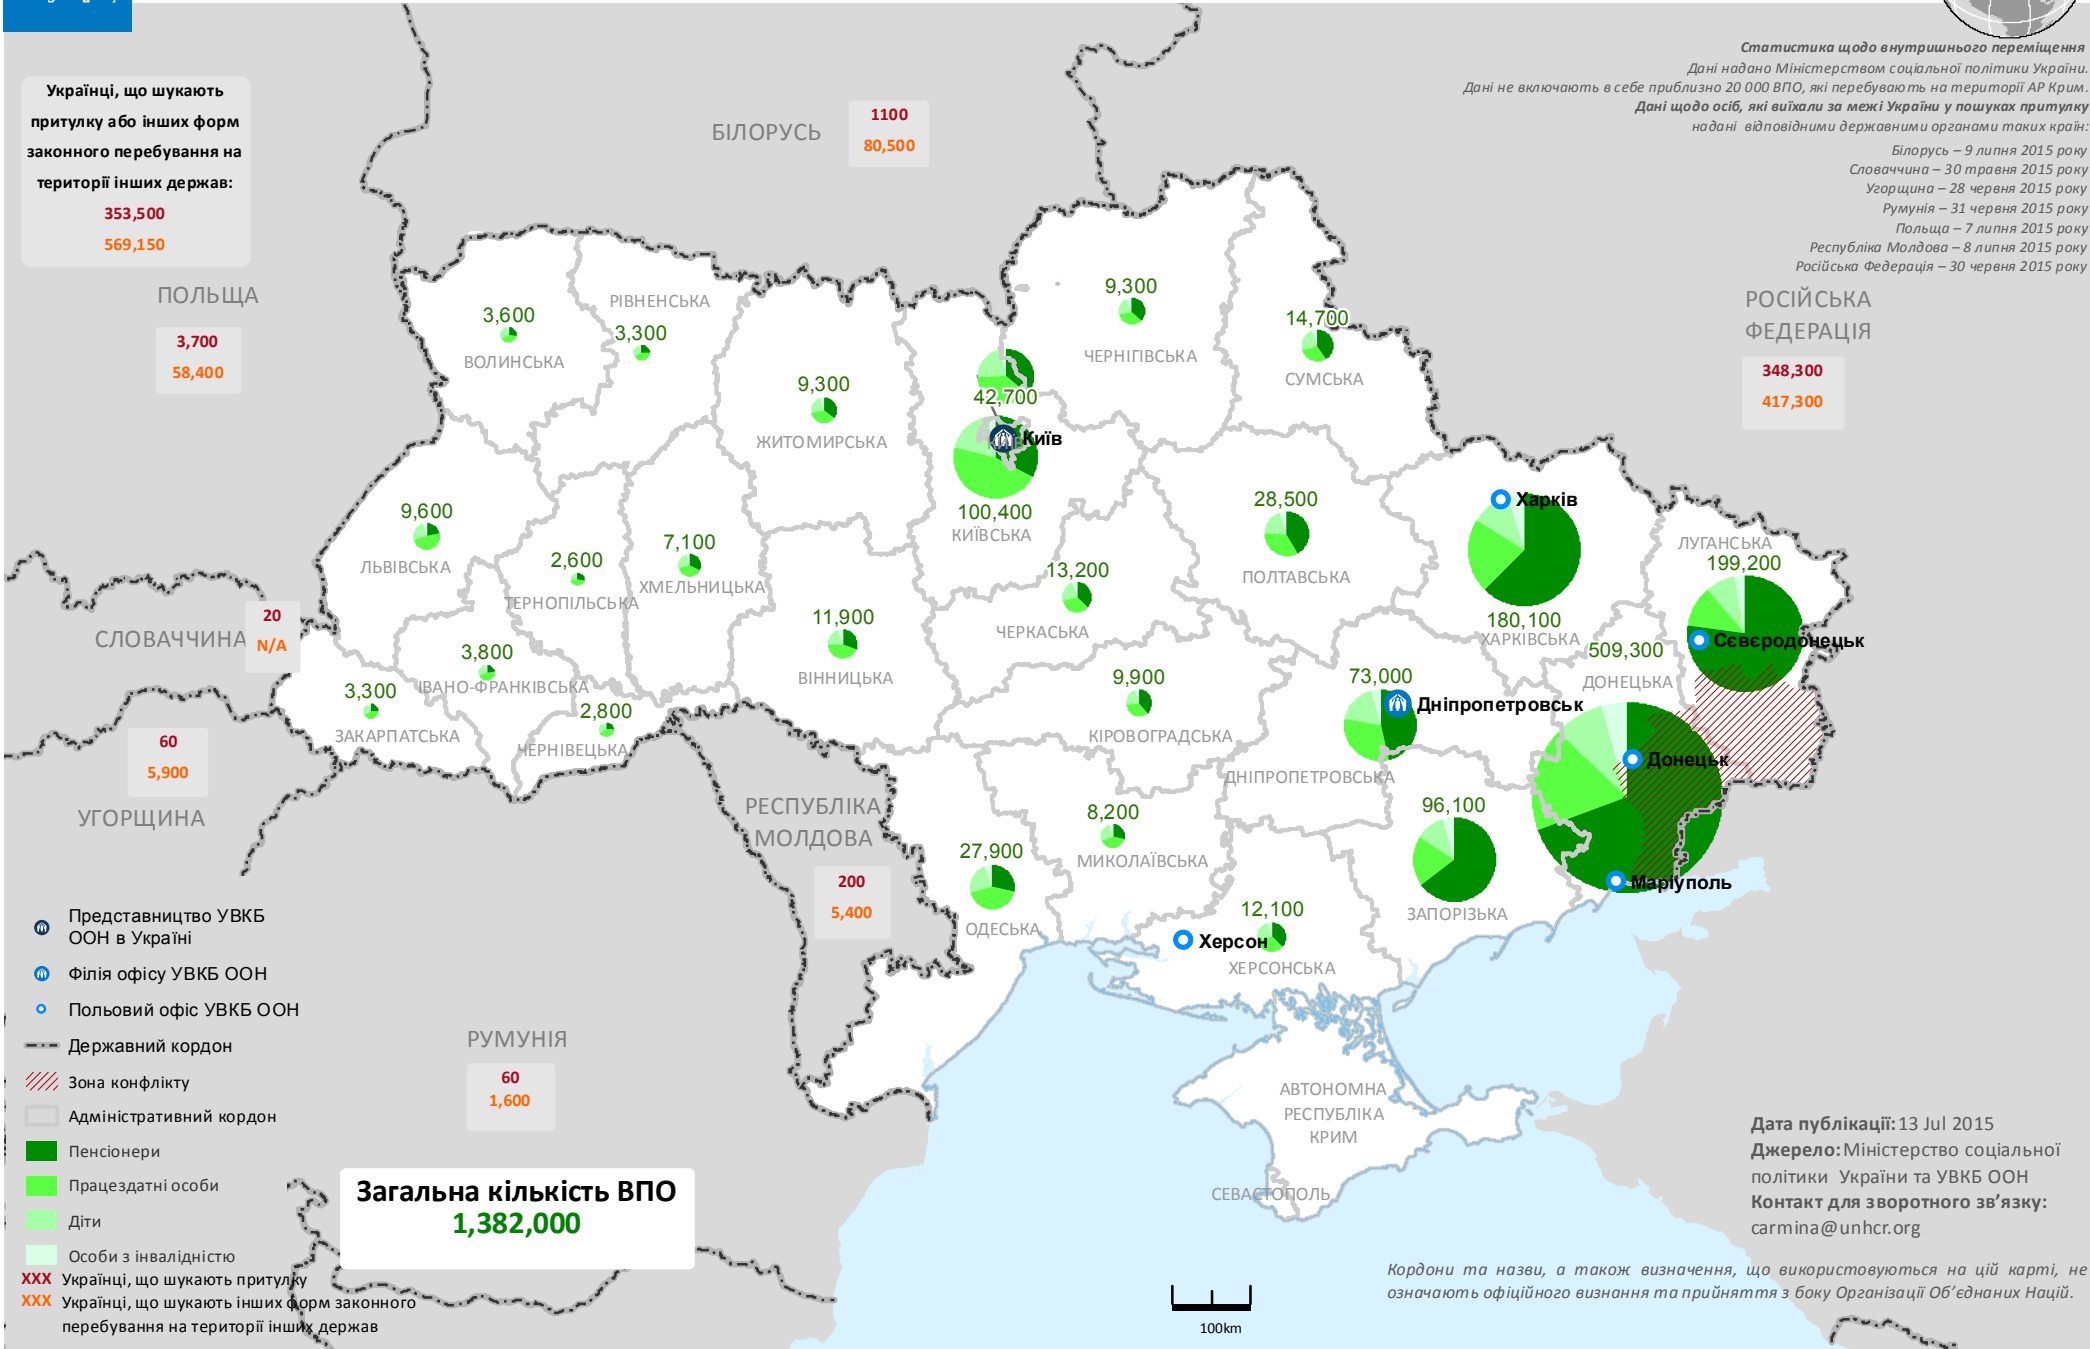 Статистика щодо внутришнього переміщення
Дані надано Міністерством соціальної політики України.
Дані не включають в себе приблизно 20 000 ВПО, які перебувають на території АР Крим.
Дані щодо осіб, які виїхали за межі України у пошуках притулку
надані відповідними державними органами таких країн:
Білорусь – 9 липня 2015 року
Словаччина – 30 травня 2015 року
Угорщина – 28 червня 2015 року
Румунія – 31 червня 2015 року
Польща – 7 липня 2015 року
Республіка Молдова – 8 липня 2015 року
Російська Федерація – 30 червня 2015 року
Українці, що шукають
притулку або інших форм
законного перебування на
території інших держав:
353,500
569,150
БІЛОРУСЬ
1100
80,500
ПОЛЬЩА
3,700
58,400
РОСІЙСЬКА
ФЕДЕРАЦІЯ
348,300
417,300
3,600
ВОЛИНСЬКА
РІВНЕНСЬКА
3,300
9,300
ЖИТОМИРСЬКА
9,300
ЧЕРНІГІВСЬКА
14,700
СУМСЬКА
42,700
Київ
100,400
КИЇВСЬКА
9,600
ЛЬВІВСЬКА
2,600
ТЕРНОПІЛЬСЬКА
7,100
ХМЕЛЬНИЦЬКА
28,500
ПОЛТАВСЬКА
Харків
180,100
ХАРКІВСЬКА
ЛУГАНСЬКА
199,200
Сєвєродонецьк
13,200
ЧЕРКАСЬКА
11,900
ВІННИЦЬКА
СЛОВАЧЧИНА
20
N/A
3,800
ІВАНО-ФРАНКІВСЬКА
3,300
ЗАКАРПАТСЬКА
2,800
ЧЕРНІВЕЦЬКА
9,900
КІРОВОГРАДСЬКА
73,000
Дніпропетровськ
ДНІПРОПЕТРОВСЬКА
509,300
ДОНЕЦЬКА
Донецьк
Маріуполь
60
5,900
УГОРЩИНА
РЕСПУБЛІКА
МОЛДОВА
200
5,400
8,200
МИКОЛАЇВСЬКА
96,100
ЗАПОРІЗЬКА
27,900
ОДЕСЬКА
12,100
Херсон
ХЕРСОНСЬКА
РУМУНІЯ
60
1,600
АВТОНОМНА
РЕСПУБЛІКА
КРИМ
СЕВАСТОПОЛЬ
Представництво УВКБ
ООН в Україні
Філія офісу УВКБ ООН
Польовий офіс УВКБ ООН
Державний кордон
Зона конфлікту
Адміністративний кордон
Пенсіонери
Працездатні особи
Діти
Особи з інвалідністю
XXX Українці, що шукають притулку
XXX Українці, що шукають інших форм законного
перебування на території інших держав
Загальна кількість ВПО
1,382,000
Дата публікації: 13 Jul 2015
Джерело: Міністерство соціальної
політики України та УВКБ ООН
Контакт для зворотного зв’язку:
carmina@unhcr.org
Кордони та назви, а також визначення, що використовуються на цій карті, не
означають офіційного визнання та прийняття з боку Організації Об’єднаних Націй.
100km